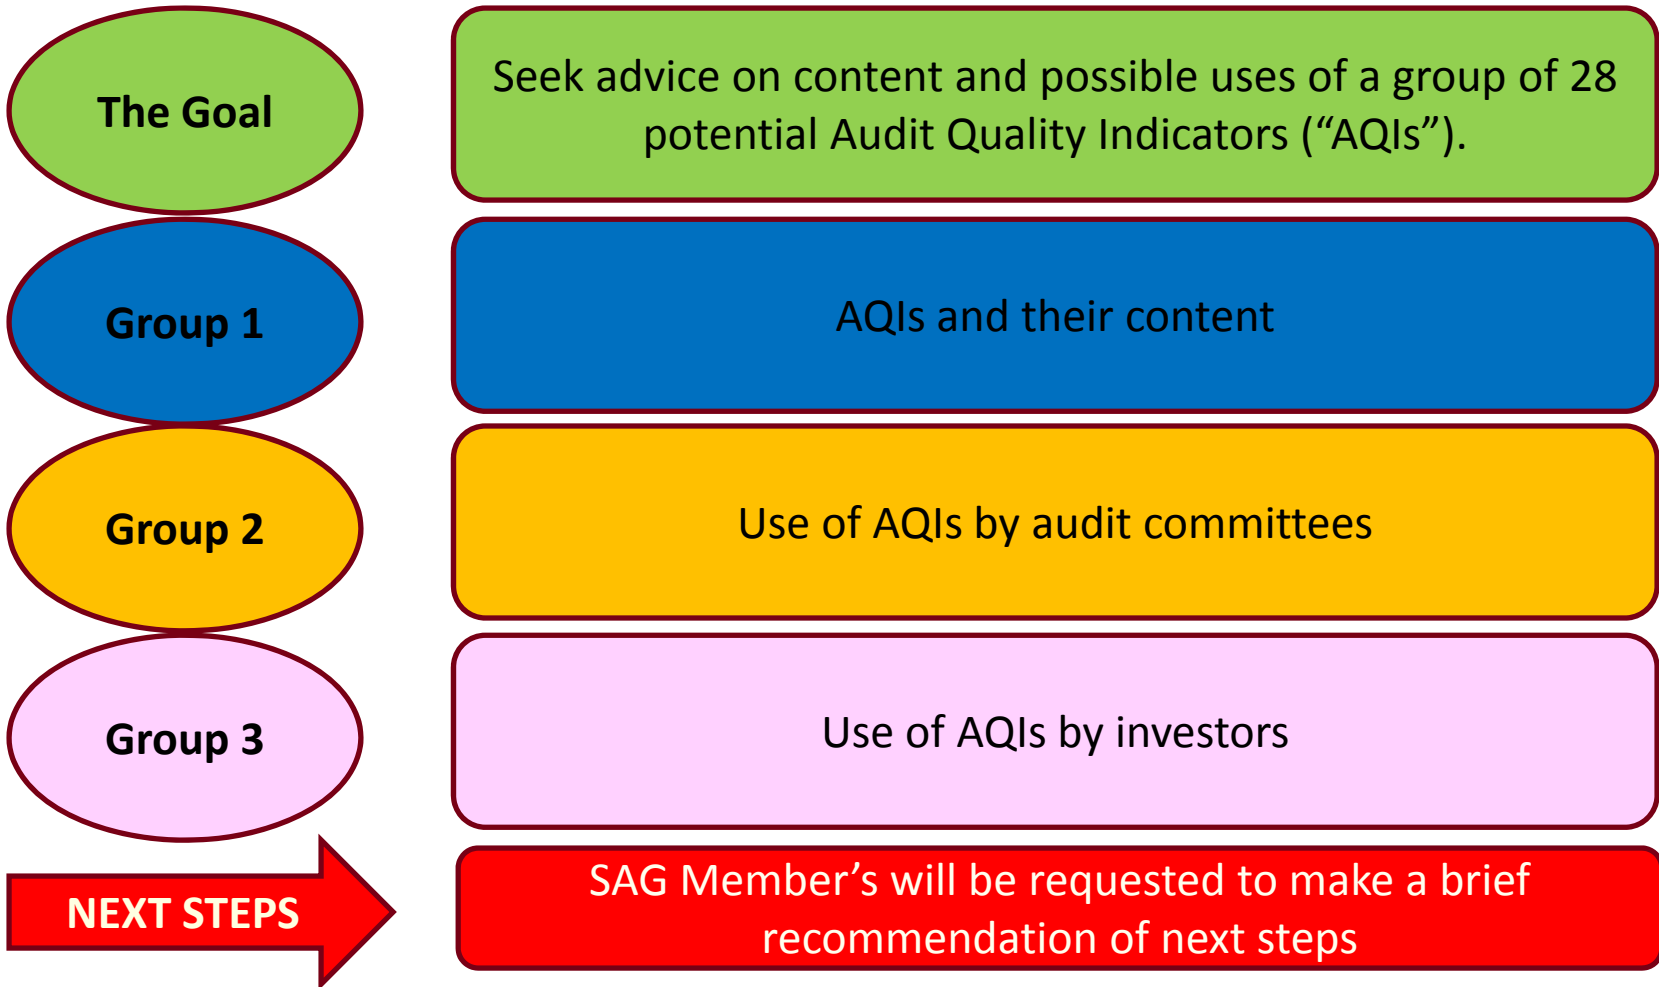 The Goal
Seek advice on content and possible uses of a group of 28
potential Audit Quality Indicators (“AQIs”).
Group 1
AQIs and their content
Group 2
Use of AQIs by audit committees
Group 3
Use of AQIs by investors
NEXT STEPS
SAG Member’s will be requested to make a brief
recommendation of next steps